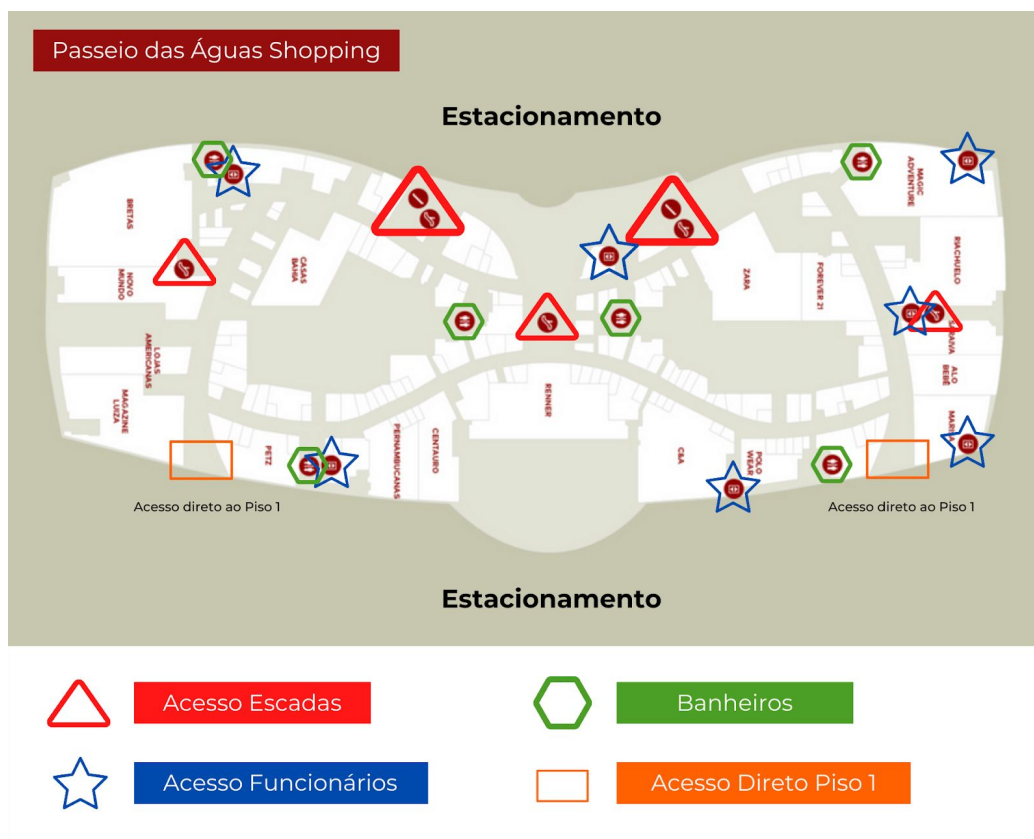 Passeio das Águas Shopping
Estacionamento
BRETAS
NOVO
MUNDO
LOJAS
AMERICANAS
MAGAZINE
LUIZA
CASAS
BAHIA
PETZ
PERNAMBUCANAS
CENTAURO
RENNER
C&A
POLO
WEAR
ZARA
FOREVER 21
MAGIC
ADVENTURE
RIACHUELO
ALO
BEBÊ
Acesso direto ao Piso 1
Acesso direto ao Piso 1
Estacionamento
Acesso Escadas
Banheiros
Acesso Funcionários
Acesso Direto Piso 1